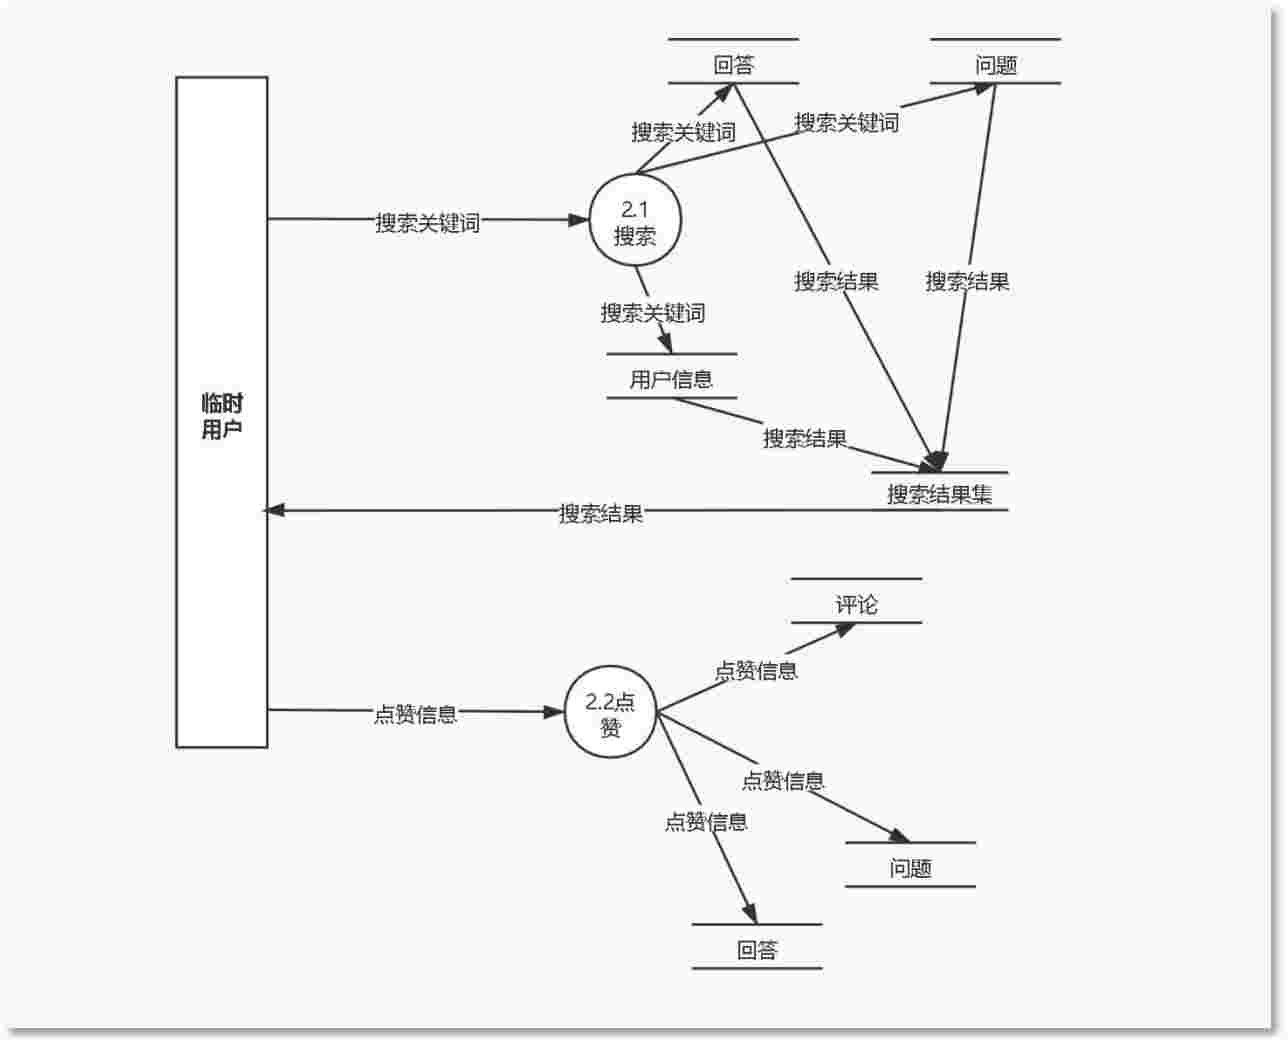 回答
问题
搜索关键词
搜索关键词
2.1
搜索
搜索关键词
搜索结果
搜索结果
搜索关键词
用户信息
临时
用户
搜索结果
搜索结果集
搜索结果
评论
点赞信息
2.2点
赞
点赞信息
点赞信息
点赞信息
问题
回答